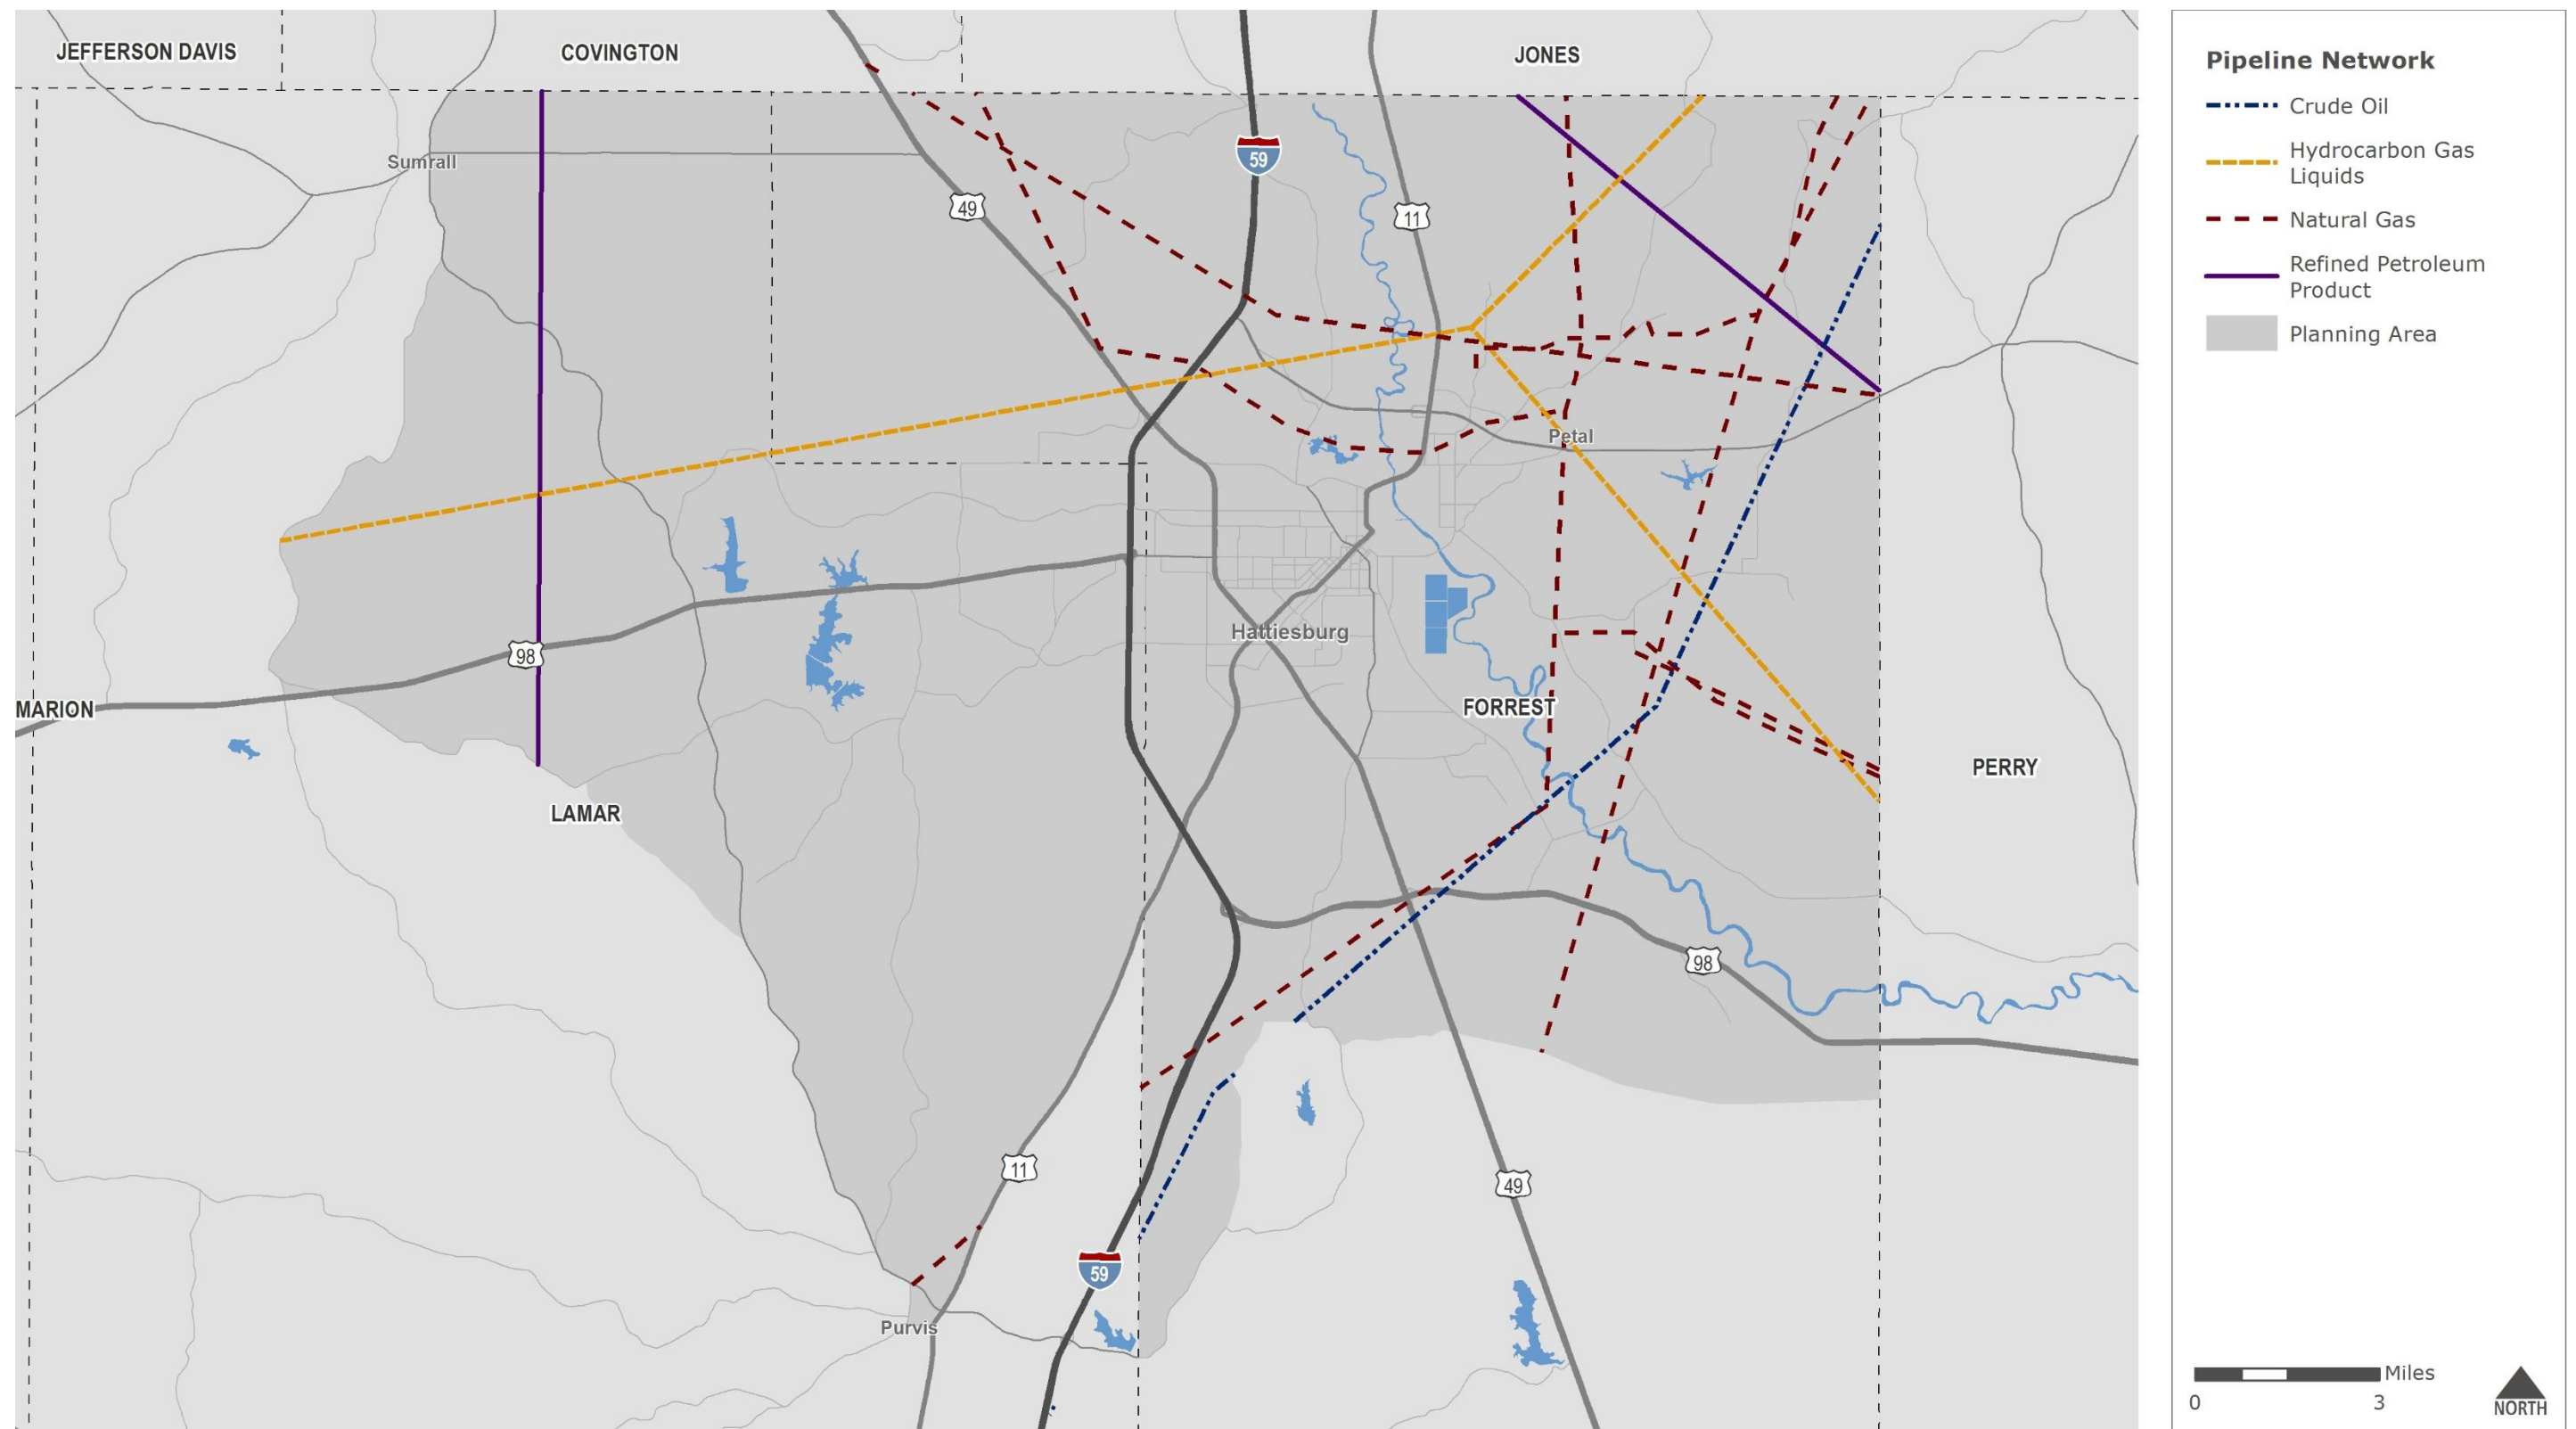 JEFFERSON DAVIS
COVINGTON
JONES
Sumrall
59
49
11
Petal
Hattiesburg
98
MARION
FORREST
PERRY
LAMAR
98
11
49
59
Purvis
Pipeline Network
Crude Oil
Hydrocarbon Gas
Liquids
Natural Gas
Refined Petroleum
Product
Planning Area
Miles
0 3
NORTH